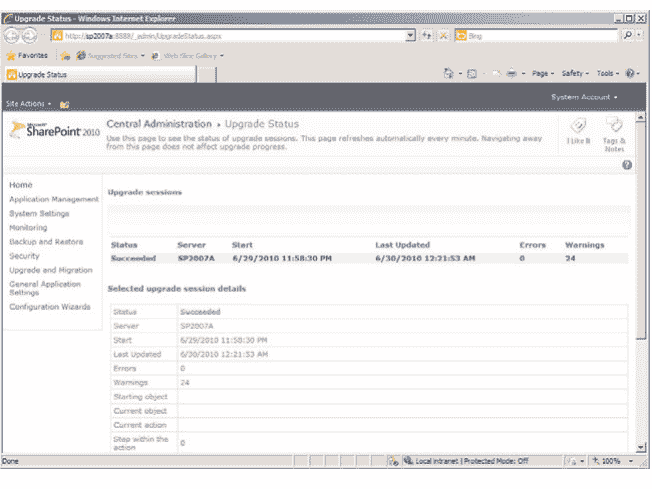 Upgrade Status - Windows Internet Explorer
http://sp2007a:8888/_admin/UpgradeStatus.aspx
Bing
Favorites Suggested Sites Web Slice Gallery
Upgrade Status
Page Safety Tools
System Account
Site Actions
Microsoft
SharePoint 2010
Central Administration ▸ Upgrade Status
Use this page to see the status of upgrade sessions. This page refreshes automatically every minute. Navigating away
from this page does not affect upgrade progress.
I Like It
Tags &
Notes
Home
Application Management
System Settings
Monitoring
Backup and Restore
Security
Upgrade and Migration
General Application
Settings
Configuration Wizards
Upgrade sessions
Status Server Start Last Updated Errors Warnings
Succeeded SP2007A 6/29/2010 11:58:30 PM 6/30/2010 12:21:53 AM 0 24
Selected upgrade session details
Status Succeeded
Server SP2007A
Start 6/29/2010 11:58:30 PM
Last Updated 6/30/2010 12:21:53 AM
Errors 0
Warnings 24
Starting object
Current object
Current action
Step within the
action 0
Done
Local intranet | Protected Mode: Off
100%